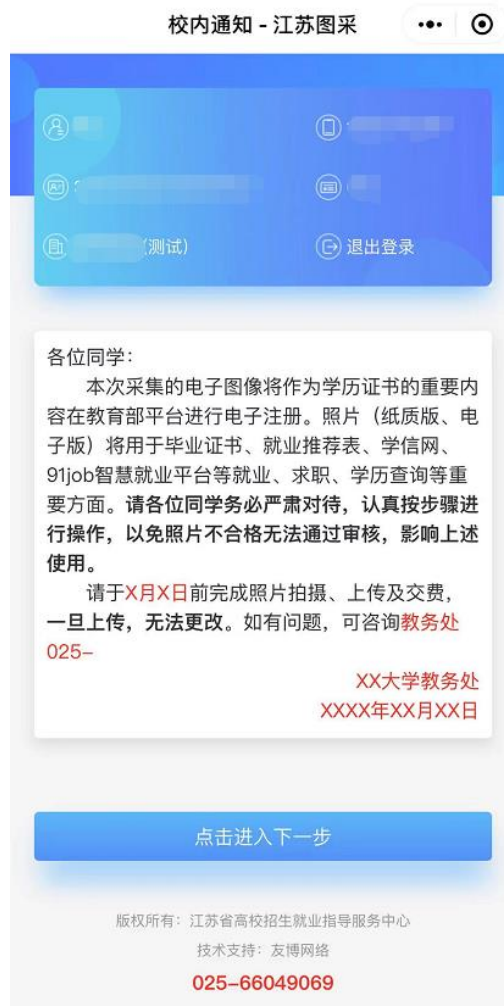 校内通知 - 江苏图采
(测试)
退出登录
各位同学：
本次采集的电子图像将作为学历证书的重要内
容在教育部平台进行电子注册。照片（纸质版、电
子版）将用于毕业证书、就业推荐表、学信网、
91job智慧就业平台等就业、求职、学历查询等重
要方面。请各位同学务必严肃对待，认真按步骤进
行操作，以免照片不合格无法通过审核，影响上述
使用。
请于X月X日前完成照片拍摄、上传及交费，
一旦上传，无法更改。如有问题，可咨询教务处
025–
XX大学教务处
XXXX年XX月XX日
点击进入下一步
版权所有：江苏省高校招生就业指导服务中心
技术支持：友博网络
025–66049069